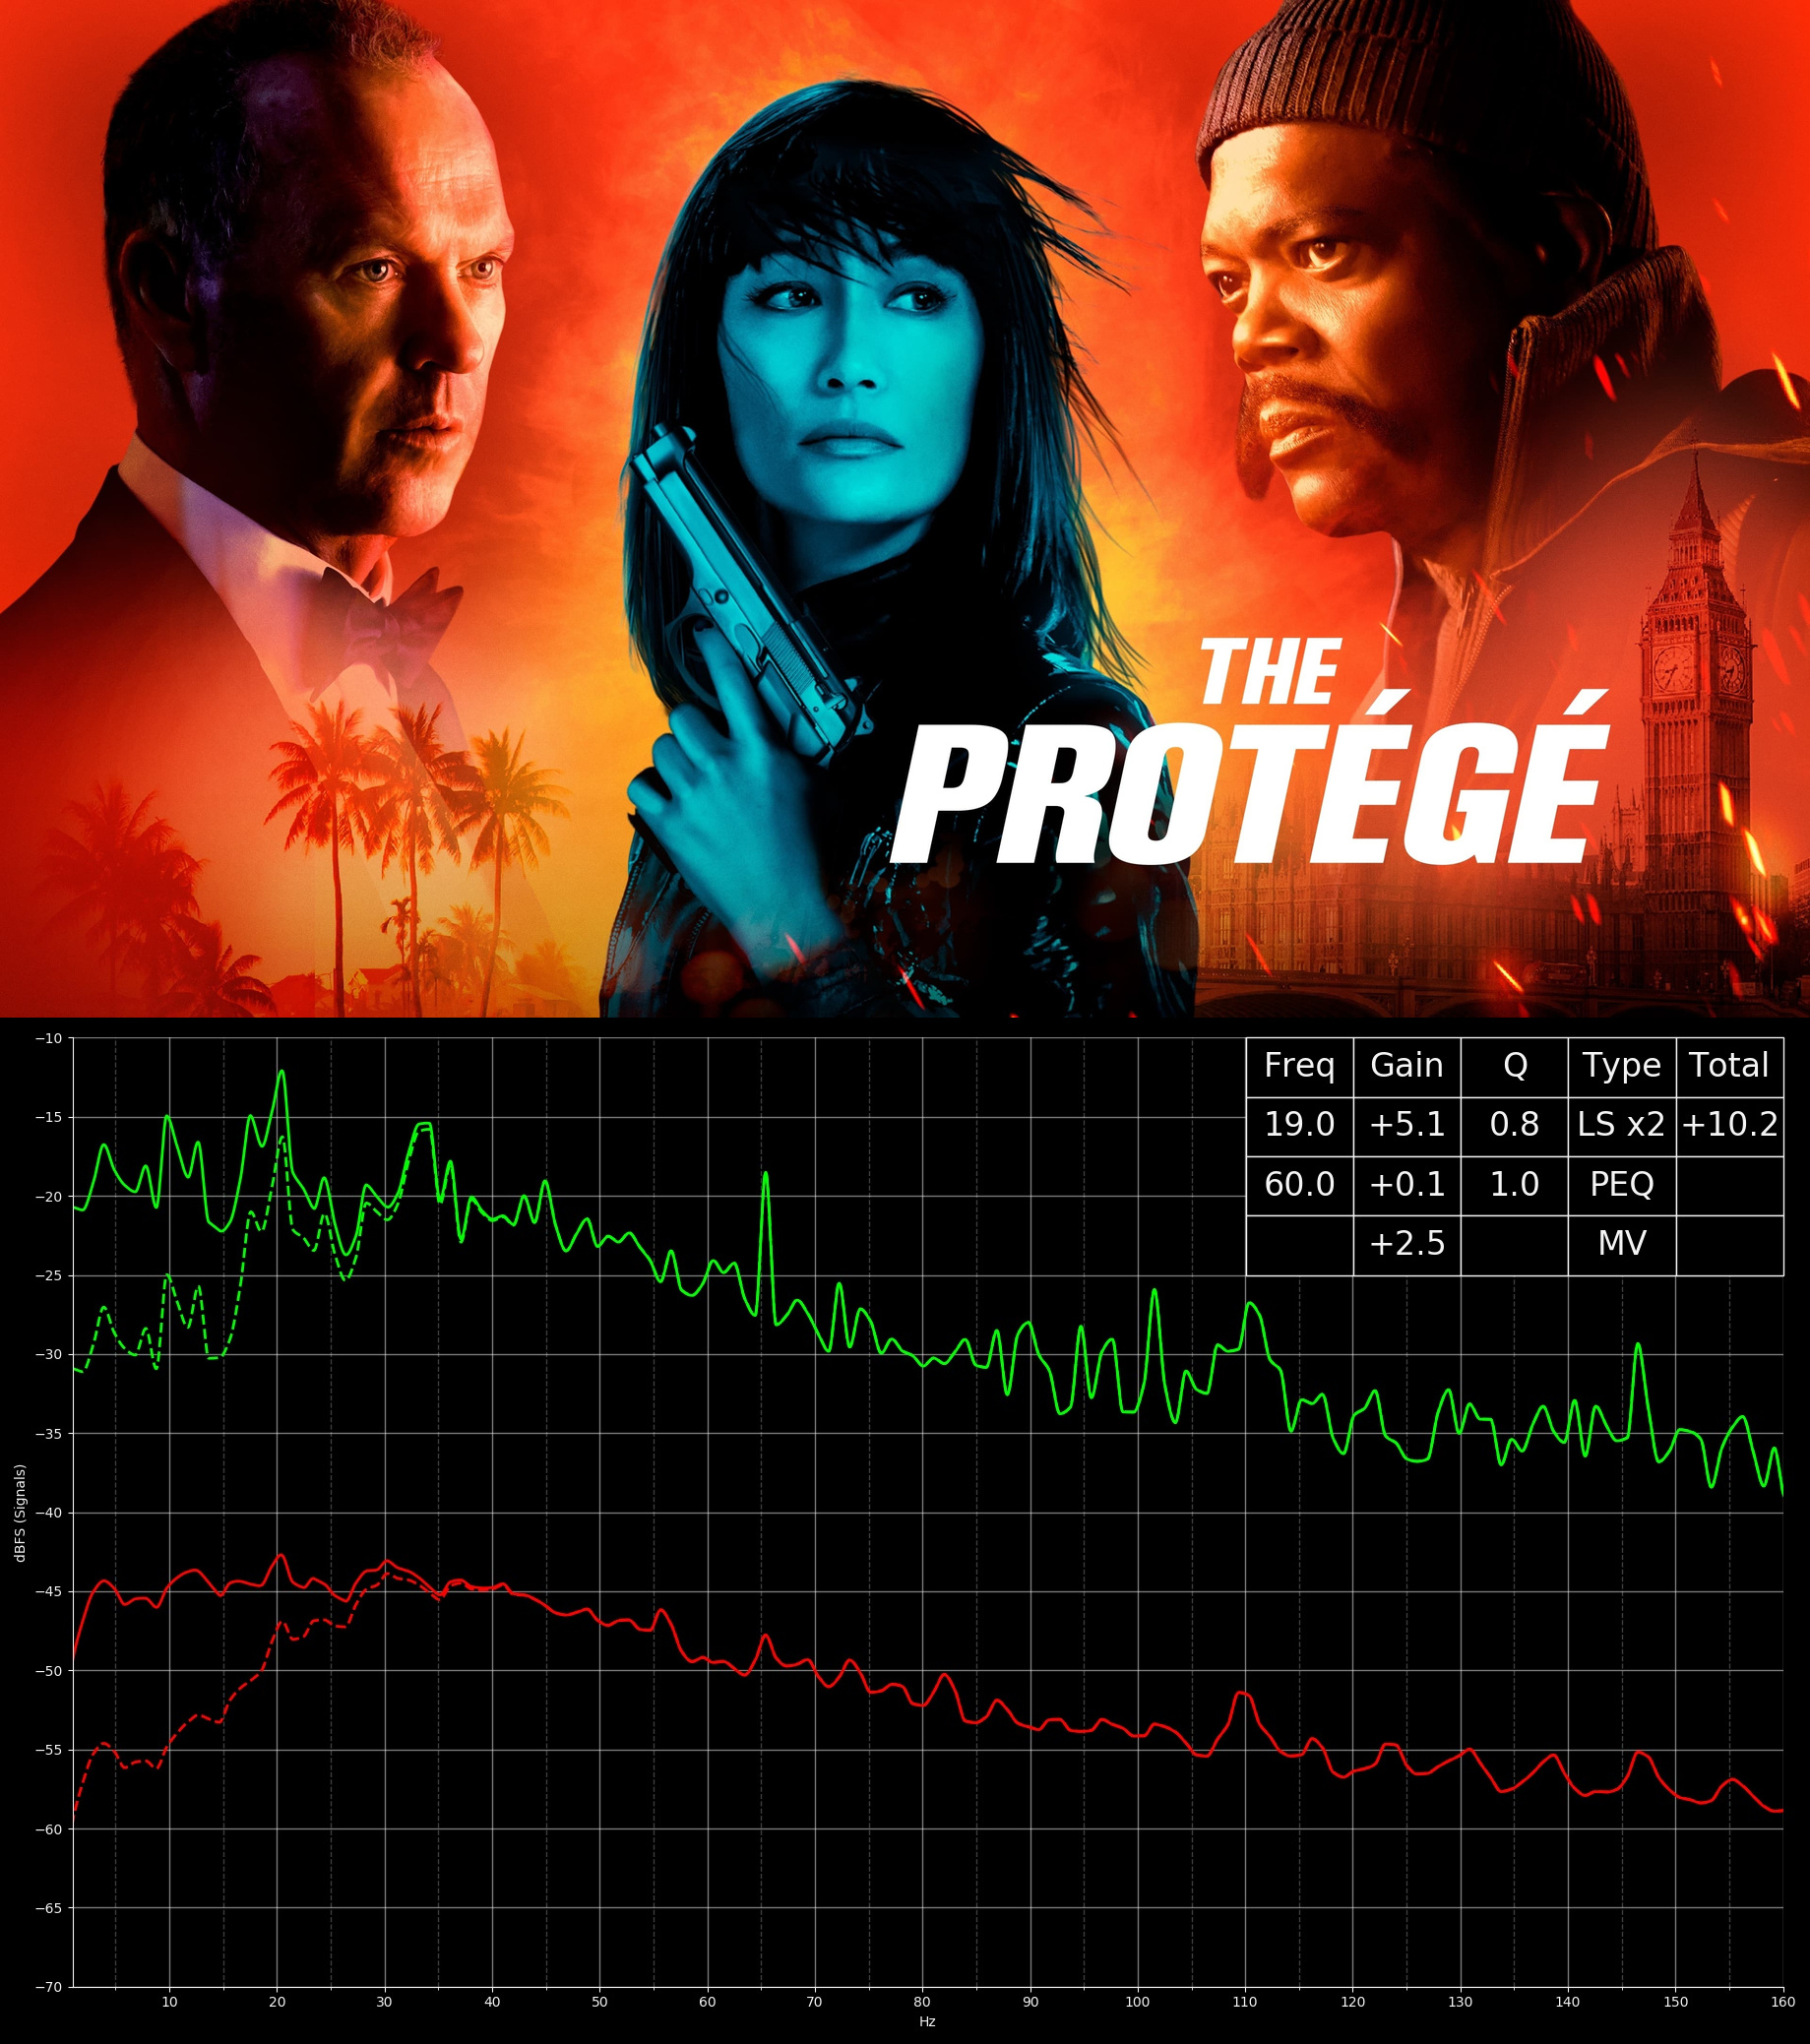 THE
PROTÉGÉ
Freq Gain Q Type Total
19.0 +5.1 0.8 LS x2 +10.2
60.0 +0.1 1.0 PEQ
+2.5 MV
−10
−15
−20
−25
−30
−35
−40
−45
−50
−55
−60
−65
−70
dBFS (Signals)
10 20 30 40 50 60 70 80 90 100 110 120 130 140 150 160
Hz